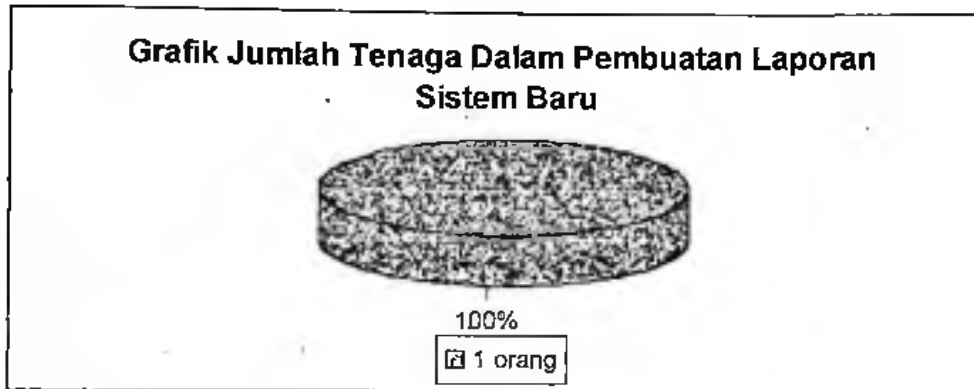 Grafik Jumlah Tenaga Dalam Pembuatan Laporan
Sistem Baru
100%
1 orang